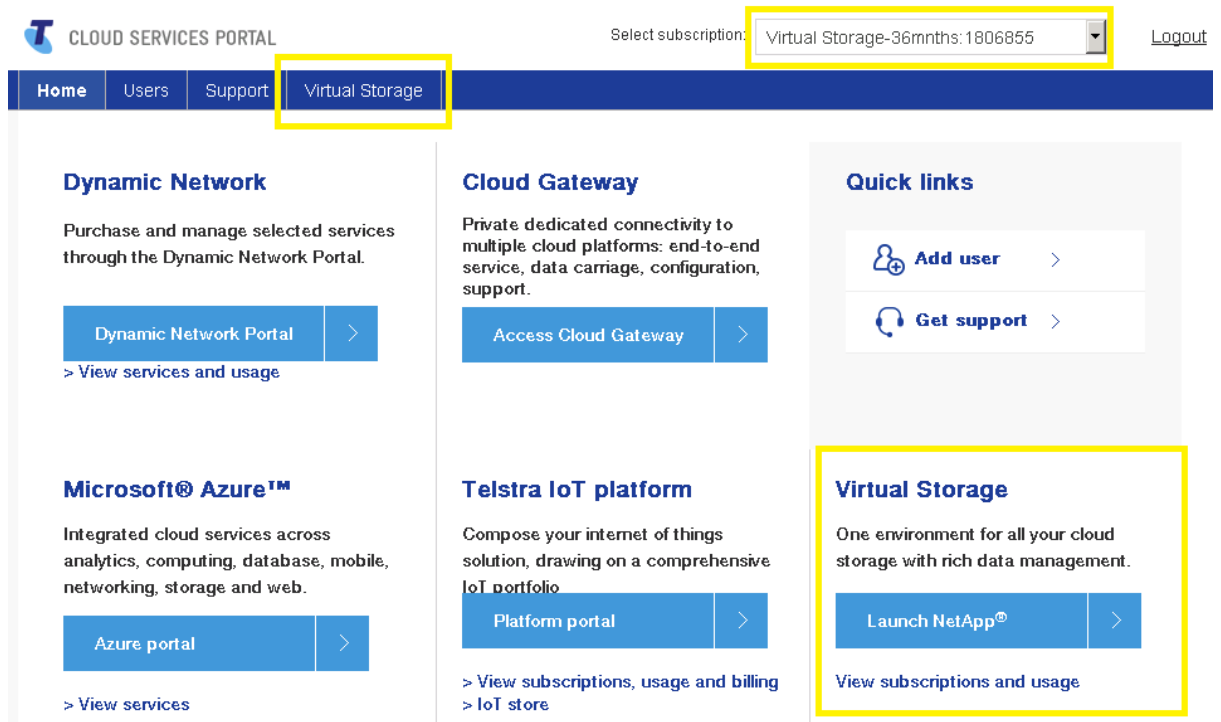 CLOUD SERVICES PORTAL
Select subscription:
Virtual Storage-36mnths:1806855
Logout
Home
Users
Support
Virtual Storage
Dynamic Network
Purchase and manage selected services
through the Dynamic Network Portal.
Dynamic Network Portal
> View services and usage
Cloud Gateway
Private dedicated connectivity to
multiple cloud platforms: end-to-end
service, data carriage, configuration,
support.
Access Cloud Gateway
Quick links
Add user
Get support
Microsoft® Azure™
Integrated cloud services across
analytics, computing, database, mobile,
networking, storage and web.
Azure portal
> View services
Telstra IoT platform
Compose your internet of things
solution, drawing on a comprehensive
IoT portfolio
Platform portal
> View subscriptions, usage and billing
> IoT store
Virtual Storage
One environment for all your cloud
storage with rich data management.
Launch NetApp®
View subscriptions and usage